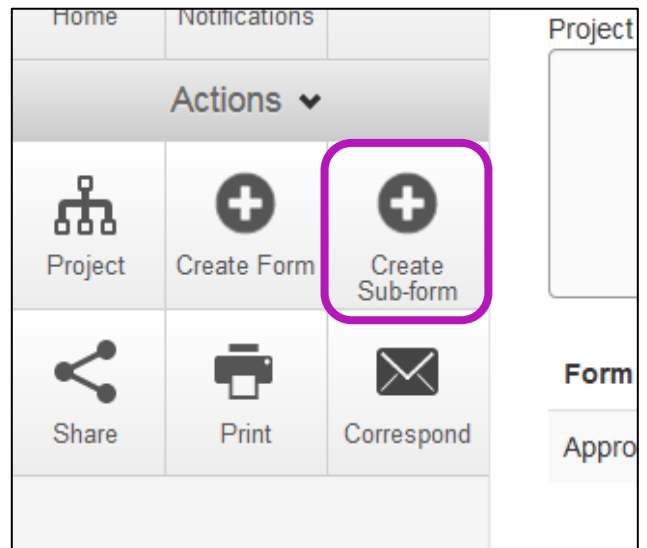 Home Notifications
Project
Actions
Project Create Form Create
Sub-form
Form
Share Print Correspond
Appro